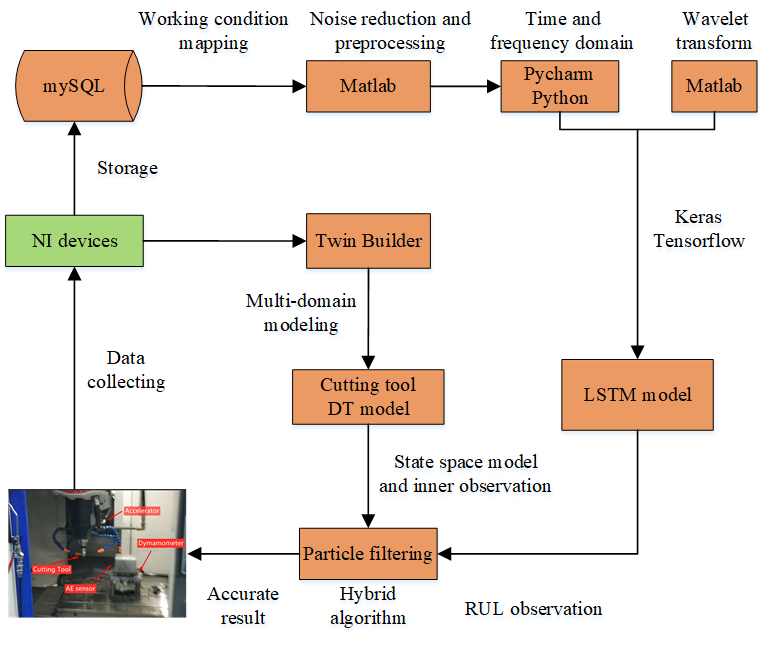 Working condition
mapping
Noise reduction and
preprocessing
Time and
frequency domain
Wavelet
transform
mySQL
Matlab
Pycharm
Python
Matlab
Storage
NI devices
Twin Builder
Keras
Tensorflow
Multi-domain
modeling
Data
collecting
Cutting tool
DT model
LSTM model
State space model
and inner observation
Accelerator
Dymamometer
Cutting Tool
AE sensor
Particle filtering
Accurate
result
Hybrid
algorithm
RUL observation